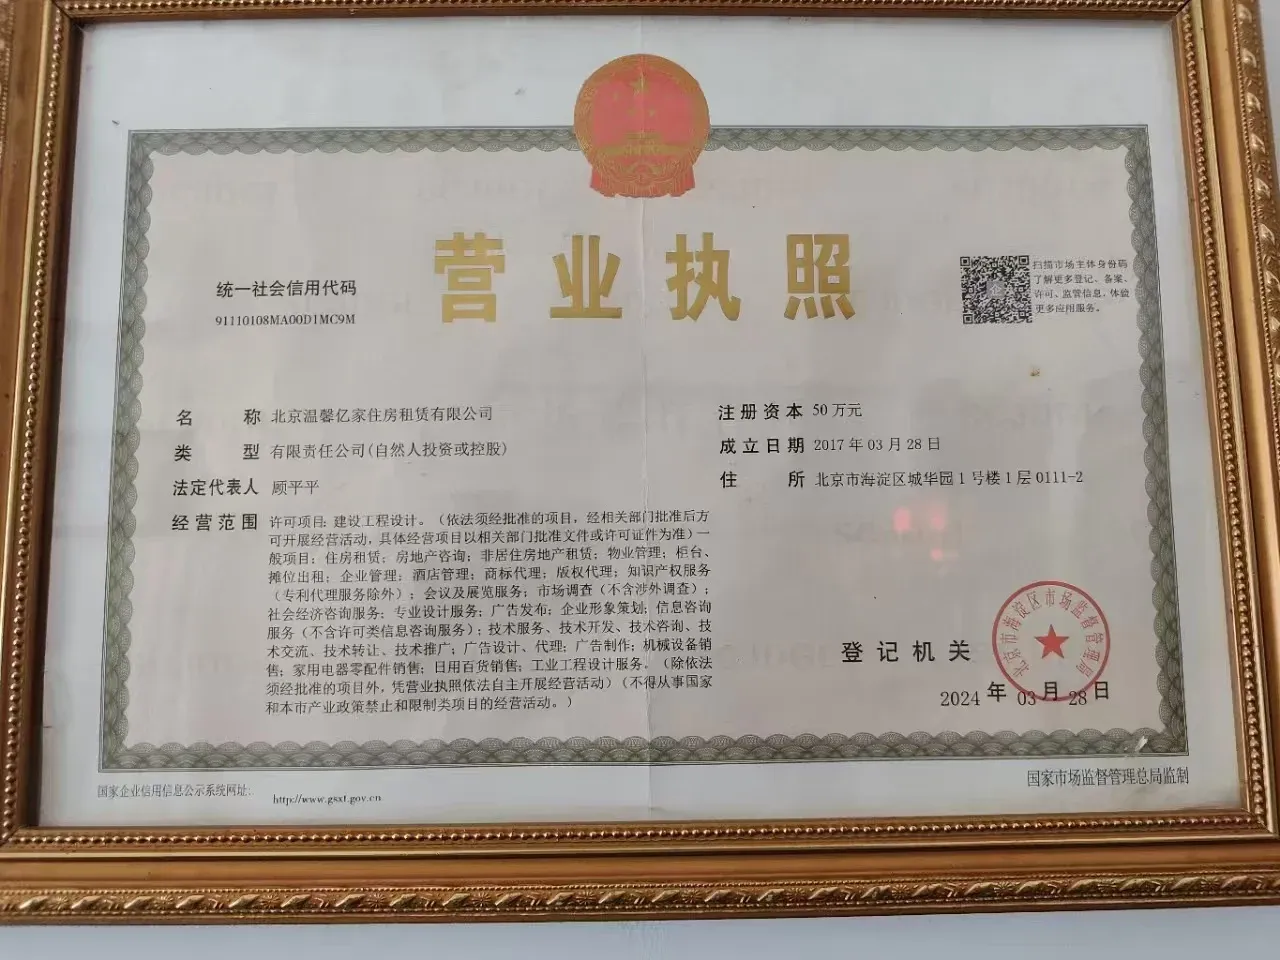 营业执照
统一社会信用代码
91110108MA00D1MC9M
扫描市场主体身份码
了解更多登记、备案、
许可、监管信息，体验
更多应用服务。
名称 北京温馨亿家住房租赁有限公司
类型 有限责任公司(自然人投资或控股)
法定代表人 顾平平
经营范围 许可项目：建设工程设计。（依法须经批准的项目，经相关部门批准后方
可开展经营活动，具体经营项目以相关部门批准文件或许可证件为准）一
般项目：住房租赁；房地产咨询；非居住房地产租赁；物业管理；柜台、
摊位出租；企业管理；酒店管理；商标代理；版权代理；知识产权服务
（专利代理服务除外）；会议及展览服务；市场调查（不含涉外调查）；
社会经济咨询服务；专业设计服务；广告发布；企业形象策划；信息咨询
服务（不含许可类信息咨询服务）；技术服务、技术开发、技术咨询、技
术交流、技术转让、技术推广；广告设计、代理；广告制作；机械设备销
售；家用电器零配件销售；日用百货销售；工业工程设计服务。（除依法
须经批准的项目外，凭营业执照依法自主开展经营活动）（不得从事国家
和本市产业政策禁止和限制类项目的经营活动。）
注册资本 50万元
成立日期 2017年03月28日
住所 北京市海淀区城华园1号楼1层0111-2
登记机关
北京市海淀区市场监督管理局
2024年03月28日
国家企业信用信息公示系统网址：
http://www.gsxt.gov.cn
国家市场监督管理总局监制